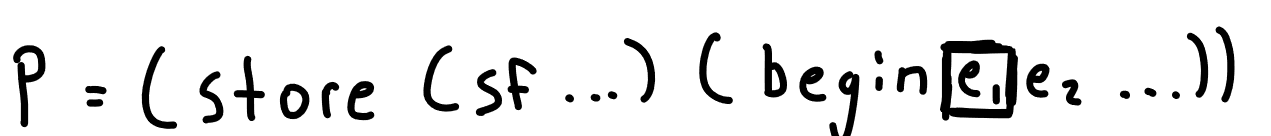 P = (store (sf ...) (begin e₁ e₂ ...))